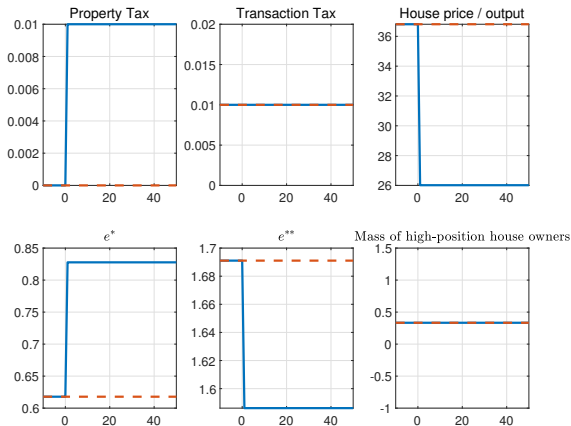 Property Tax
0.01
0.008
0.006
0.004
0.002
0
0 20 40
Transaction Tax
0.02
0.015
0.01
0.005
0
0 20 40
House price / output
36
34
32
30
28
26
0 20 40
e*
0.85
0.8
0.75
0.7
0.65
0.6
0 20 40
e**
1.7
1.68
1.66
1.64
1.62
1.6
0 20 40
Mass of high-position house owners
1.5
1
0.5
0
-0.5
-1
0 20 40